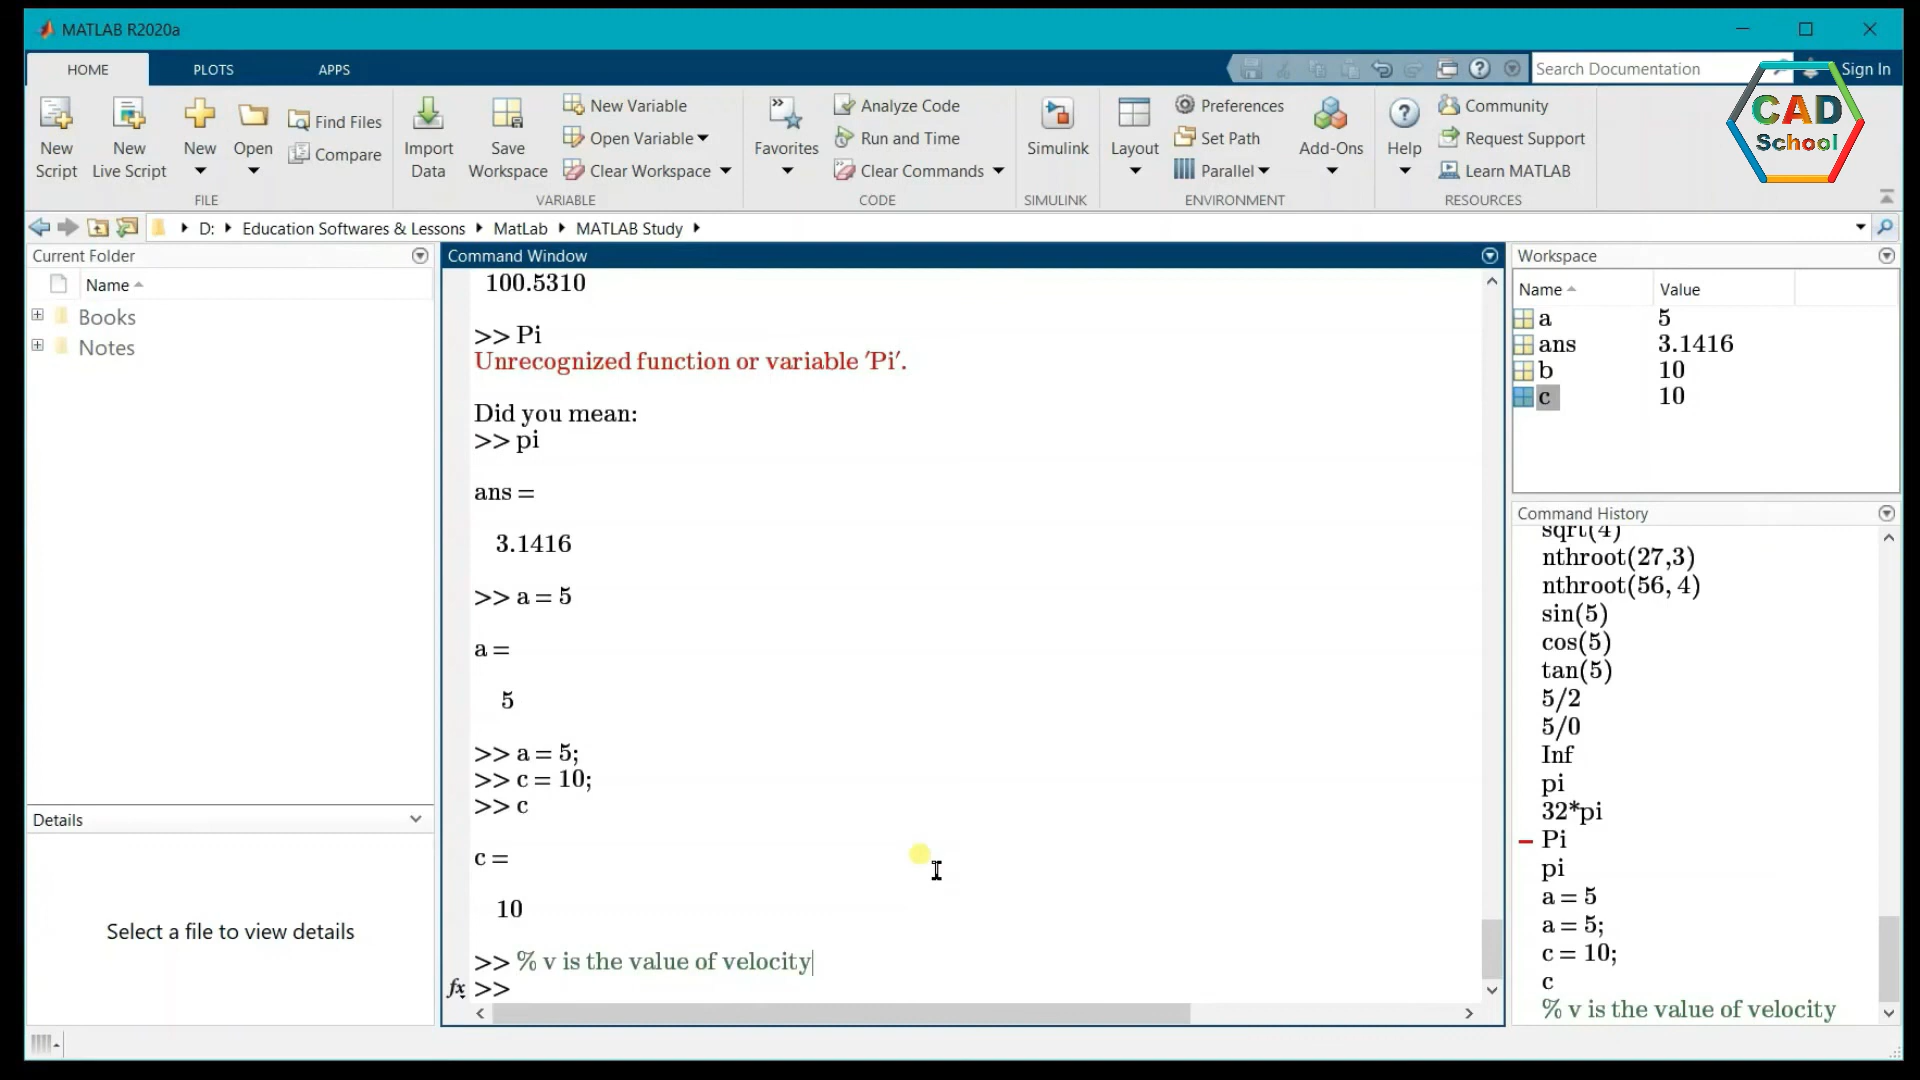 MATLAB R2020a
HOME
PLOTS
APPS
Search Documentation
Sign In
CAD
School
New
Script
New
Live Script
New
Open
Find Files
Compare
FILE
Import
Data
Save
Workspace
New Variable
Open Variable
Clear Workspace
VARIABLE
Favorites
Analyze Code
Run and Time
Clear Commands
CODE
Simulink
SIMULINK
Layout
Preferences
Set Path
Parallel
Add-Ons
ENVIRONMENT
Help
Community
Request Support
Learn MATLAB
RESOURCES
D:
Education Softwares & Lessons
MatLab
MATLAB Study
Current Folder
Name
Books
Notes
Details
Select a file to view details
Command Window
100.5310
>> Pi
Unrecognized function or variable 'Pi'.
Did you mean:
>> pi
ans =
3.1416
>> a = 5
a =
5
>> a = 5;
>> c = 10;
>> c
c =
10
>> % v is the value of velocity
fx >>
Workspace
Name Value
a 5
ans 3.1416
b 10
c 10
Command History
sqrt(4)
nthroot(27,3)
nthroot(56, 4)
sin(5)
cos(5)
tan(5)
5/2
5/0
Inf
pi
32*pi
Pi
pi
a = 5
a = 5;
c = 10;
c
% v is the value of velocity